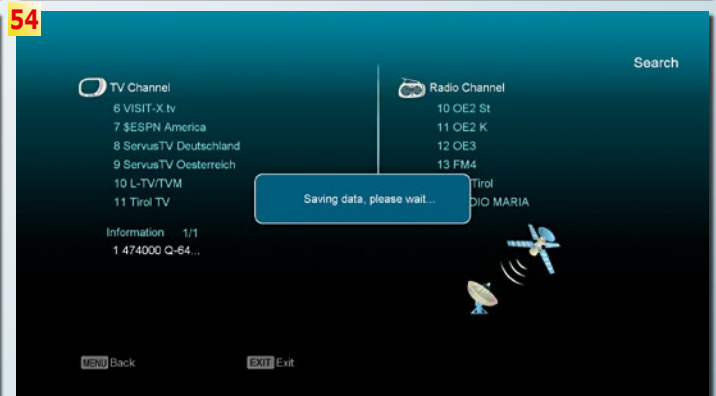 54
Search
TV Channel
6 VISIT-X.tv
7 $ESPN America
8 ServusTV Deutschland
9 ServusTV Oesterreich
10 L-TV/TVM
11 Tirol TV
Radio Channel
10 OE2 St
11 OE2 K
12 OE3
13 FM4
Tirol
DIO MARIA
Saving data, please wait...
Information 1/1
1 474000 Q-64...
MENU Back
EXIT Exit